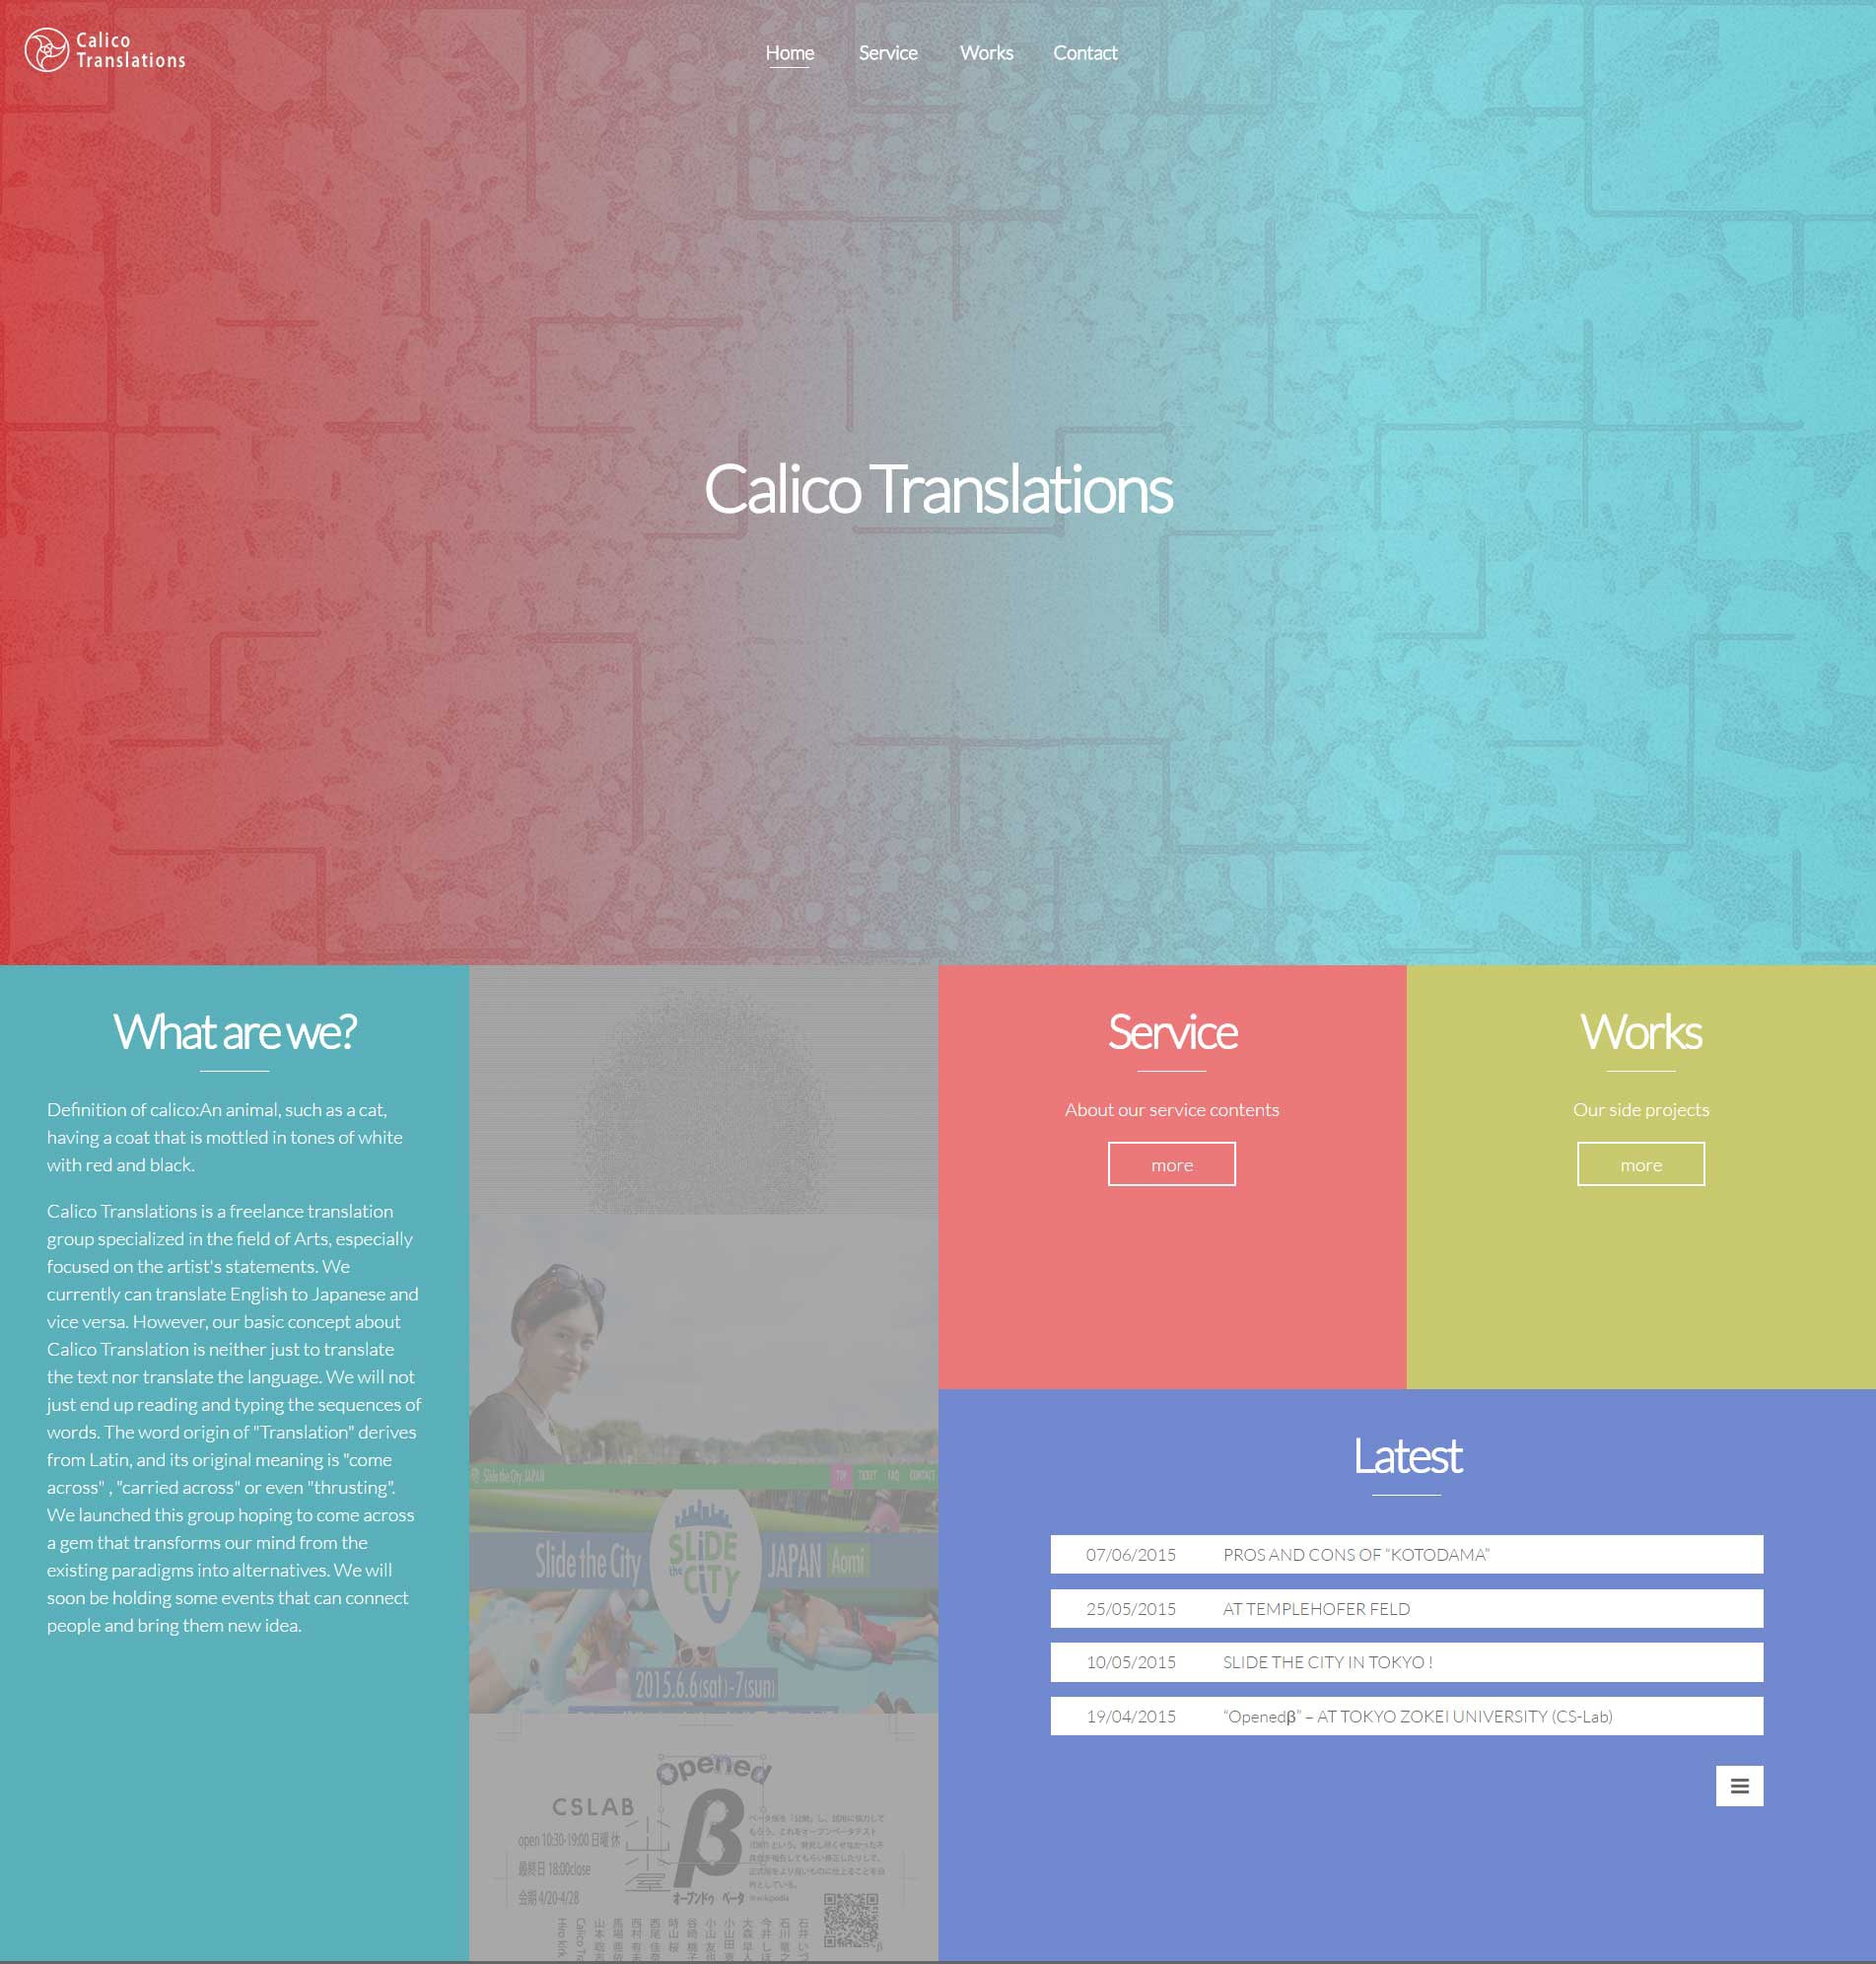 Calico
Translations
Home
Service
Works
Contact
Calico Translations
What are we?
Definition of calico:An animal, such as a cat,
having a coat that is mottled in tones of white
with red and black.
Calico Translations is a freelance translation
group specialized in the field of Arts, especially
focused on the artist's statements. We
currently can translate English to Japanese and
vice versa. However, our basic concept about
Calico Translation is neither just to translate
the text nor translate the language. We will not
just end up reading and typing the sequences of
words. The word origin of "Translation" derives
from Latin, and its original meaning is "come
across" , "carried across" or even "thrusting".
We launched this group hoping to come across
a gem that transforms our mind from the
existing paradigms into alternatives. We will
soon be holding some events that can connect
people and bring them new idea.
Slide the City JAPAN
TOP
TICKET
FAQ
CONTACT
Slide the City
SLIDE
the
CITY
JAPAN
Aomi
2015.6.6(sat)-7(sun)
Opened
β
CSLAB
open 10:30-19:00 日曜 休
最終日 18:00close
会期 4/20-4/28
オープンドゥ ベータ
Service
About our service contents
more
Works
Our side projects
more
Latest
07/06/2015 PROS AND CONS OF “KOTODAMA”
25/05/2015 AT TEMPLEHOFER FELD
10/05/2015 SLIDE THE CITY IN TOKYO !
19/04/2015 “Openedβ” – AT TOKYO ZOKEI UNIVERSITY (CS-Lab)